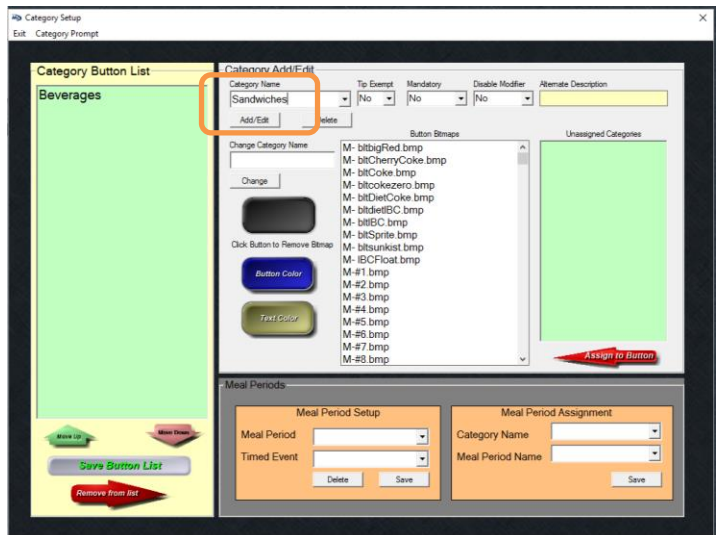 Category Setup
Exit Category Prompt
Category Button List
Beverages
Move Up
Move Down
Save Button List
Remove from list
Category Add/Edit
Category Name Tip Exempt Mandatory Disable Modifier Alternate Description
Sandwiches No No No
Add/Edit Delete
Button Bitmaps
Unassigned Categories
Change Category Name
Change
Click Button to Remove Bitmap
Button Color
Text Color
M- bltbigRed.bmp
M- bltCherryCoke.bmp
M- bltCoke.bmp
M- bltcokezero.bmp
M- bltDietCoke.bmp
M- bltdietIBC.bmp
M- bltIBC.bmp
M- bltSprite.bmp
M- bltsunkist.bmp
M- IBCFloat.bmp
M-#1.bmp
M-#2.bmp
M-#3.bmp
M-#4.bmp
M-#5.bmp
M-#6.bmp
M-#7.bmp
M-#8.bmp
Assign to Button
Meal Periods
Meal Period Setup
Meal Period
Timed Event
Delete Save
Meal Period Assignment
Category Name
Meal Period Name
Save